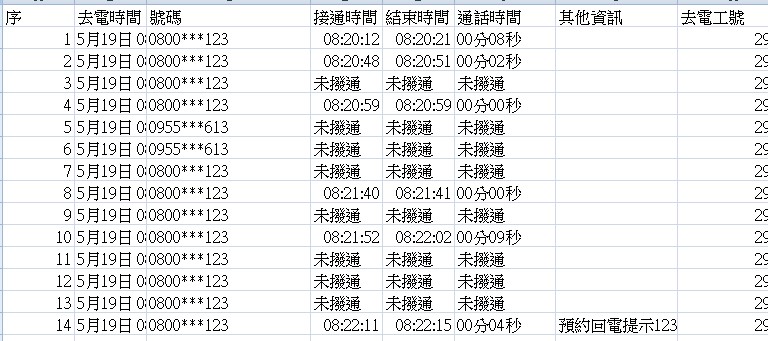 序 去電時間 號碼 接通時間 結束時間 通話時間 其他資訊 去電工號
1 5月19日 08 0800***123 08:20:12 08:20:21 00分08秒 29
2 5月19日 08 0800***123 08:20:48 08:20:51 00分02秒 29
3 5月19日 08 0800***123 未撥通 未撥通 未撥通 29
4 5月19日 08 0800***123 08:20:59 08:20:59 00分00秒 29
5 5月19日 08 0955***613 未撥通 未撥通 未撥通 29
6 5月19日 08 0955***613 未撥通 未撥通 未撥通 29
7 5月19日 08 0800***123 未撥通 未撥通 未撥通 29
8 5月19日 08 0800***123 08:21:40 08:21:41 00分00秒 29
9 5月19日 08 0800***123 未撥通 未撥通 未撥通 29
10 5月19日 08 0800***123 08:21:52 08:22:02 00分09秒 29
11 5月19日 08 0800***123 未撥通 未撥通 未撥通 29
12 5月19日 08 0800***123 未撥通 未撥通 未撥通 29
13 5月19日 08 0800***123 未撥通 未撥通 未撥通 29
14 5月19日 08 0800***123 08:22:11 08:22:15 00分04秒 預約回電提示123 29